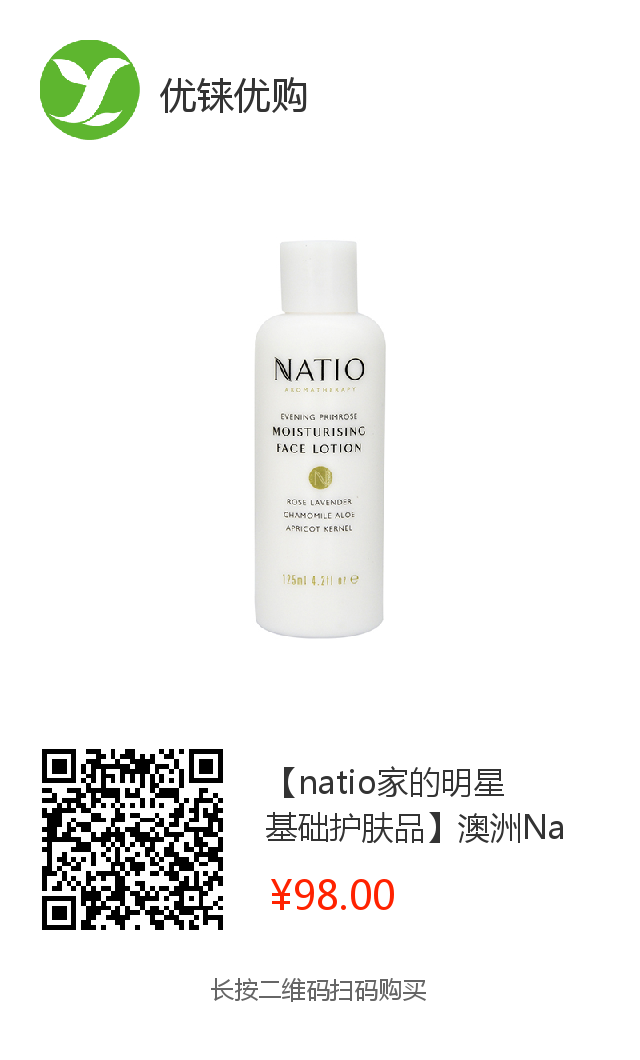 优铼优购
NATIO
AROMATHERAPY
EVENING PRIMROSE
MOISTURISING
FACE LOTION
N
ROSE LAVENDER
CHAMOMILE ALOE
APRICOT KERNEL
125ml 4.2fl
【natio家的明星
基础护肤品】澳洲Na
¥98.00
长按二维码扫码购买